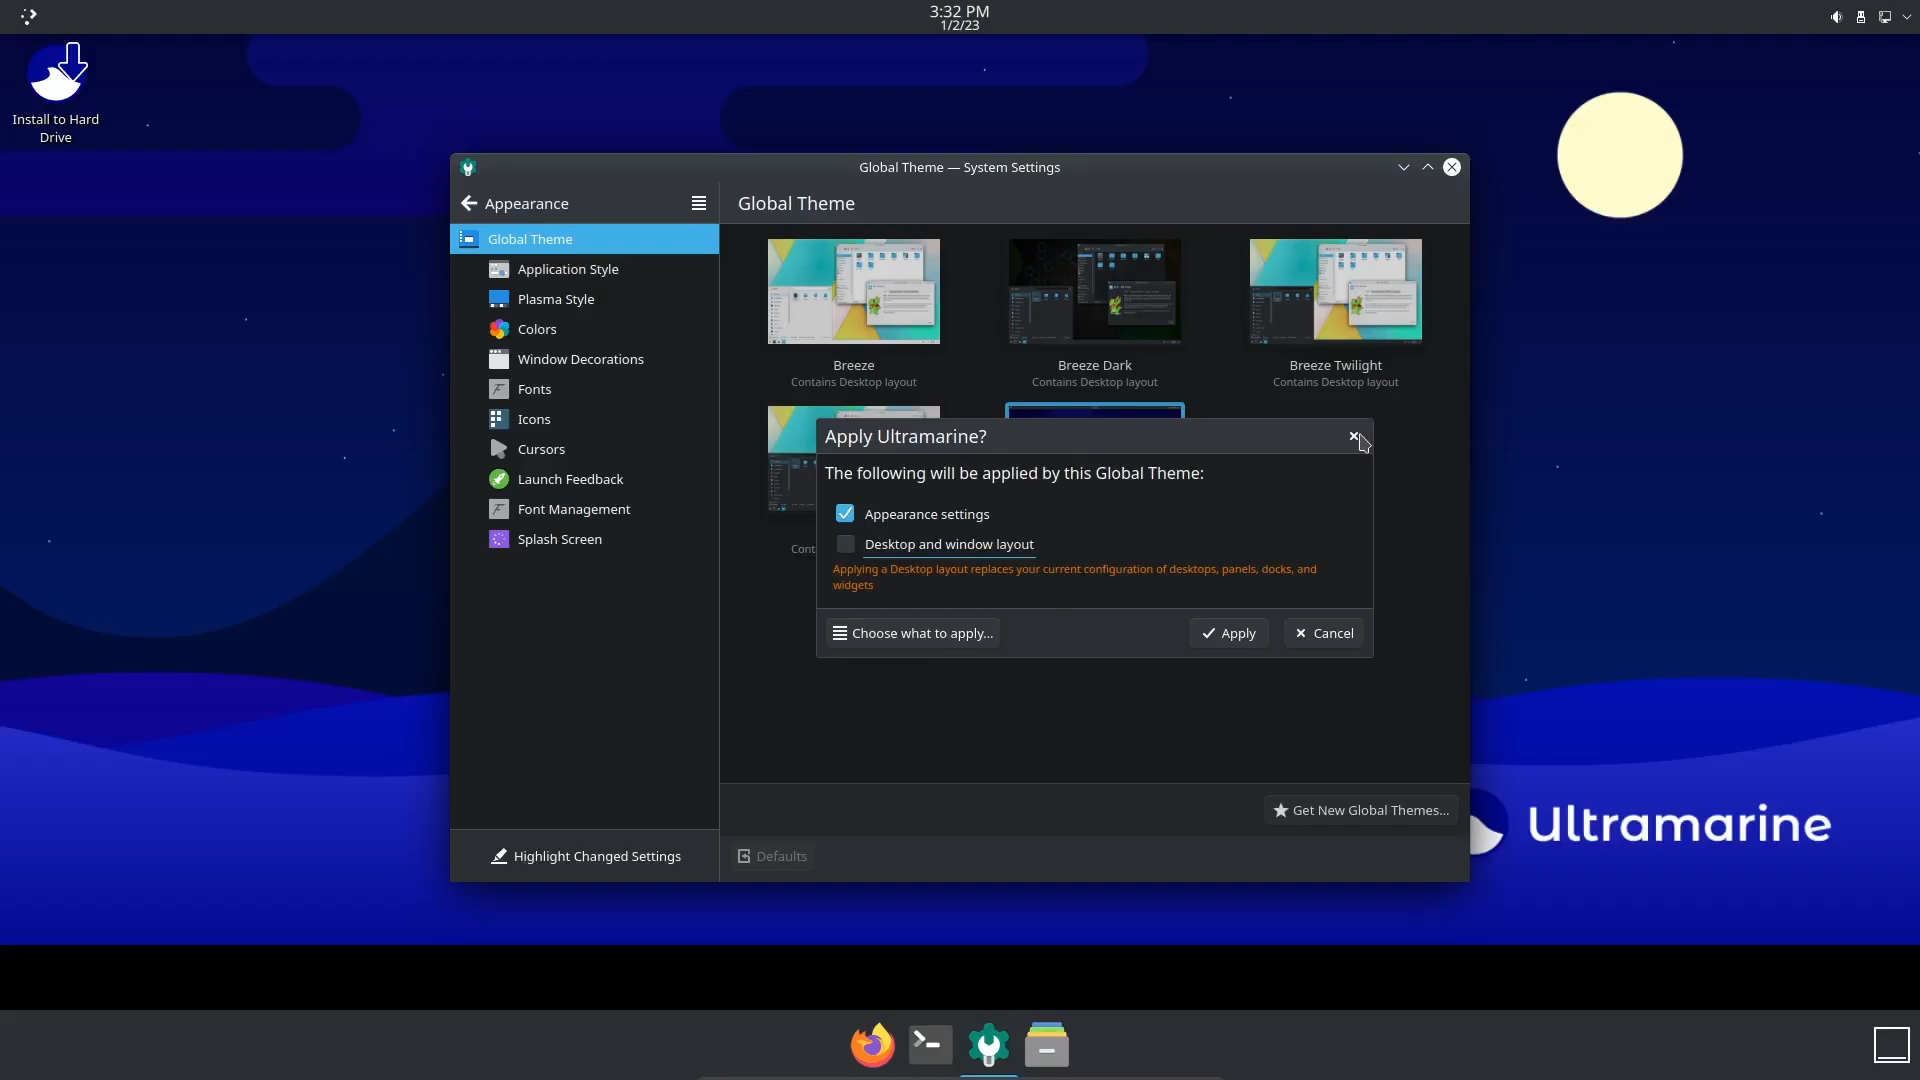 3:32 PM
1/2/23
Install to Hard
Drive
Global Theme — System Settings
Appearance
Global Theme
Global Theme
Application Style
Plasma Style
Colors
Window Decorations
Fonts
Icons
Cursors
Launch Feedback
Font Management
Splash Screen
Highlight Changed Settings
Breeze
Contains Desktop layout
Breeze Dark
Contains Desktop layout
Breeze Twilight
Contains Desktop layout
Cont
Apply Ultramarine?
The following will be applied by this Global Theme:
Appearance settings
Desktop and window layout
Applying a Desktop layout replaces your current configuration of desktops, panels, docks, and
widgets
Choose what to apply...
Apply
Cancel
Get New Global Themes...
Defaults
Ultramarine